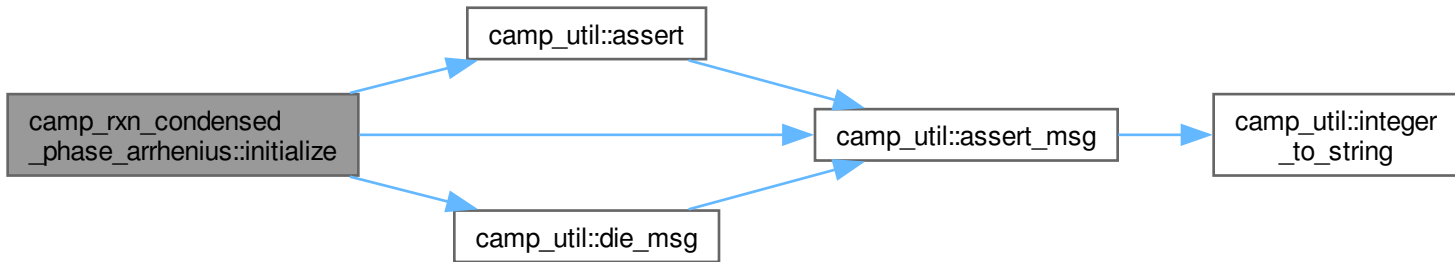 camp_rxn_condensed
_phase_arrhenius::initialize
camp_util::assert
camp_util::die_msg
camp_util::assert_msg
camp_util::integer
_to_string